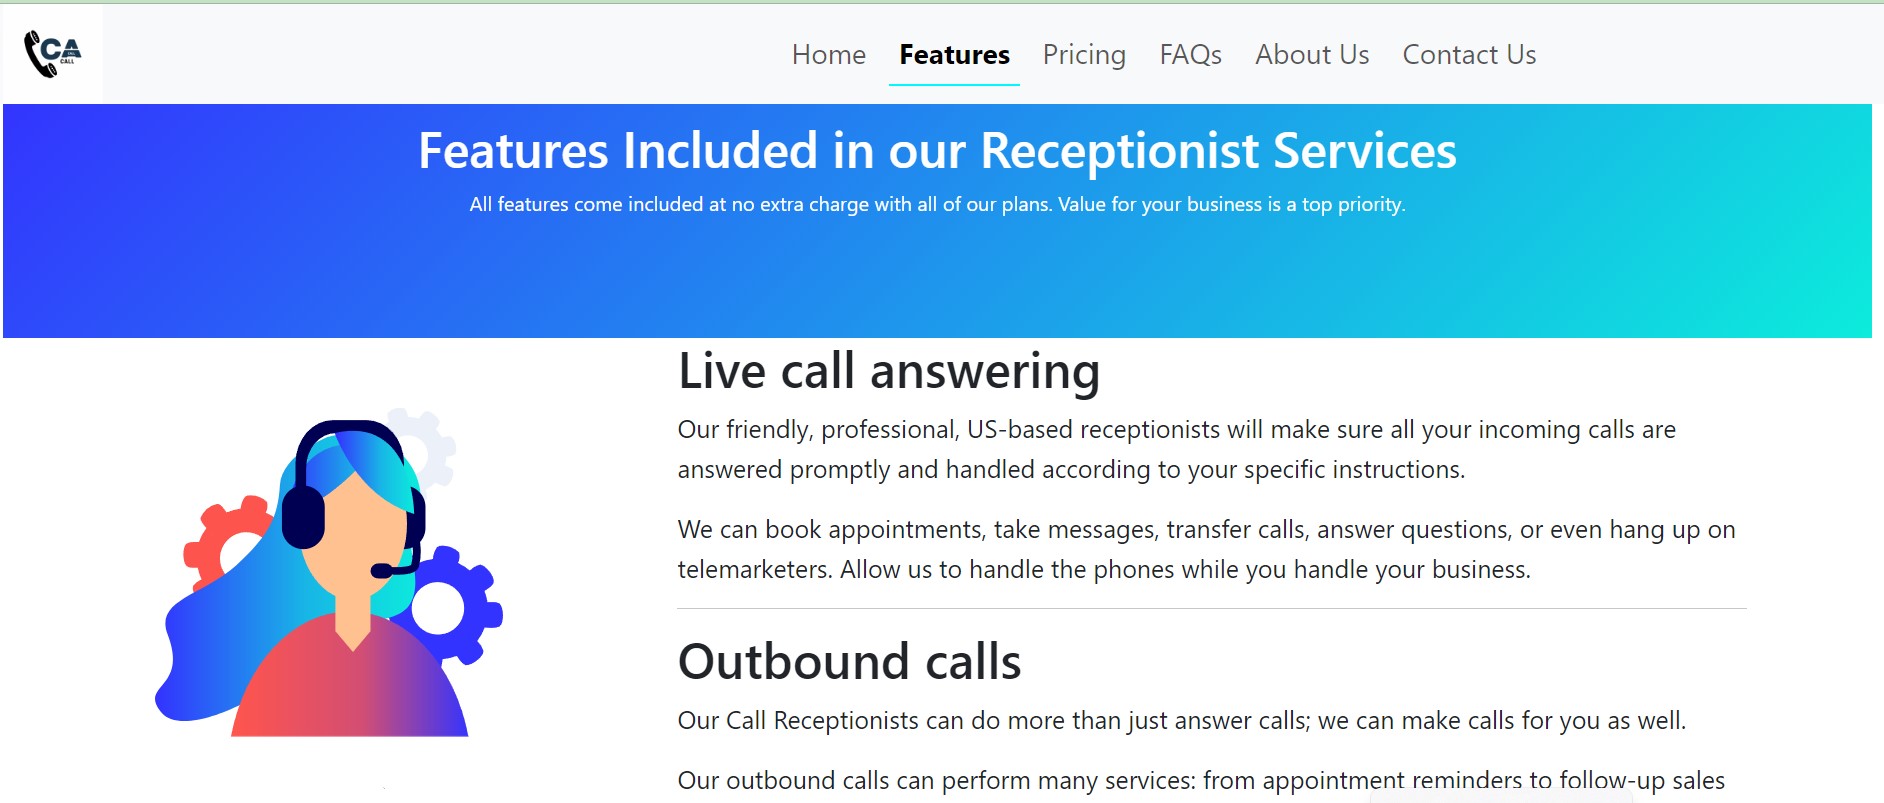 CA
CALL
Home Features Pricing FAQs About Us Contact Us
Features Included in our Receptionist Services
All features come included at no extra charge with all of our plans. Value for your business is a top priority.
Live call answering
Our friendly, professional, US-based receptionists will make sure all your incoming calls are
answered promptly and handled according to your specific instructions.
We can book appointments, take messages, transfer calls, answer questions, or even hang up on
telemarketers. Allow us to handle the phones while you handle your business.
Outbound calls
Our Call Receptionists can do more than just answer calls; we can make calls for you as well.
Our outbound calls can perform many services: from appointment reminders to follow-up sales